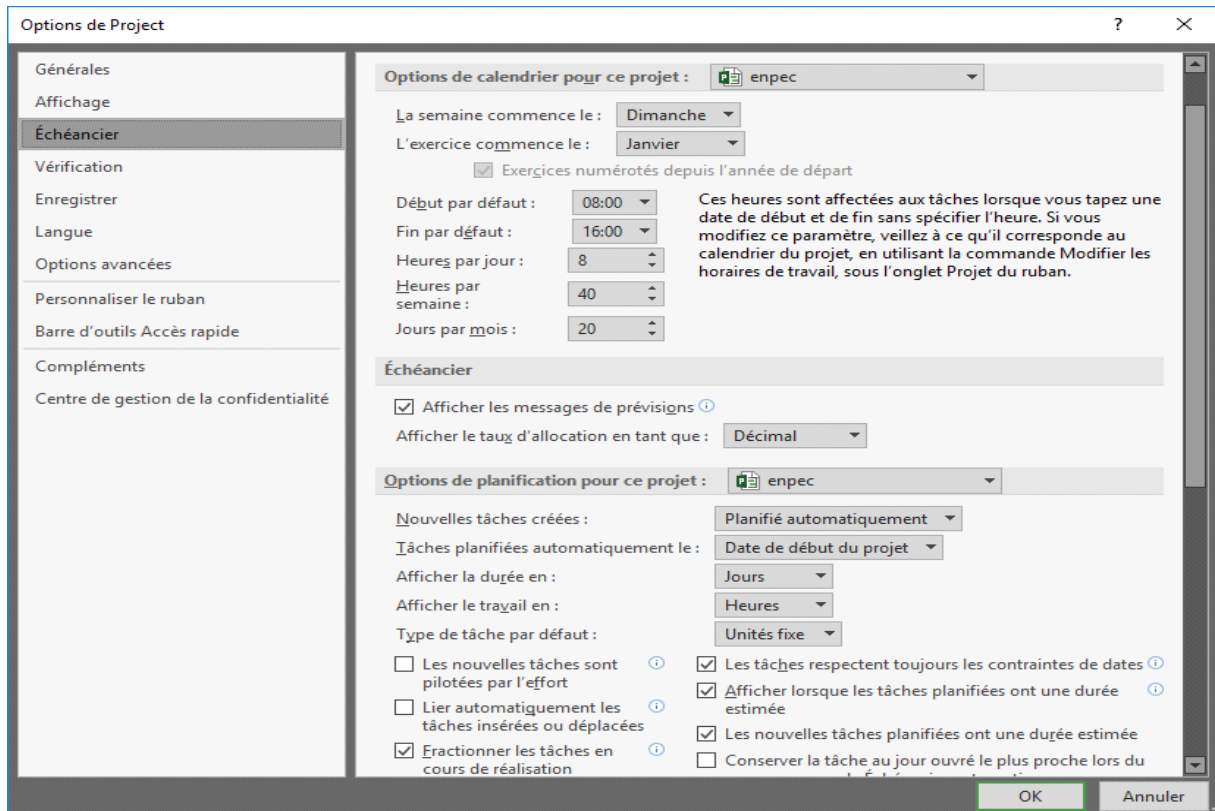 Options de Project
?
Générales
Affichage
Échéancier
Vérification
Enregistrer
Langue
Options avancées
Personnaliser le ruban
Barre d'outils Accès rapide
Compléments
Centre de gestion de la confidentialité
Options de calendrier pour ce projet : enpec
La semaine commence le : Dimanche
L'exercice commence le : Janvier
Exercices numérotés depuis l'année de départ
Début par défaut : 08:00
Fin par défaut : 16:00
Heures par jour : 8
Heures par
semaine : 40
Jours par mois : 20
Ces heures sont affectées aux tâches lorsque vous tapez une
date de début et de fin sans spécifier l'heure. Si vous
modifiez ce paramètre, veillez à ce qu'il corresponde au
calendrier du projet, en utilisant la commande Modifier les
horaires de travail, sous l'onglet Projet du ruban.
Échéancier
Afficher les messages de prévisions
Afficher le taux d'allocation en tant que : Décimal
Options de planification pour ce projet : enpec
Nouvelles tâches créées : Planifié automatiquement
Tâches planifiées automatiquement le : Date de début du projet
Afficher la durée en : Jours
Afficher le travail en : Heures
Type de tâche par défaut : Unités fixe
Les nouvelles tâches sont
pilotées par l'effort
Lier automatiquement les
tâches insérées ou déplacées
Fractionner les tâches en
cours de réalisation
Les tâches respectent toujours les contraintes de dates
Afficher lorsque les tâches planifiées ont une durée
estimée
Les nouvelles tâches planifiées ont une durée estimée
Conserver la tâche au jour ouvré le plus proche lors du
OK
Annuler